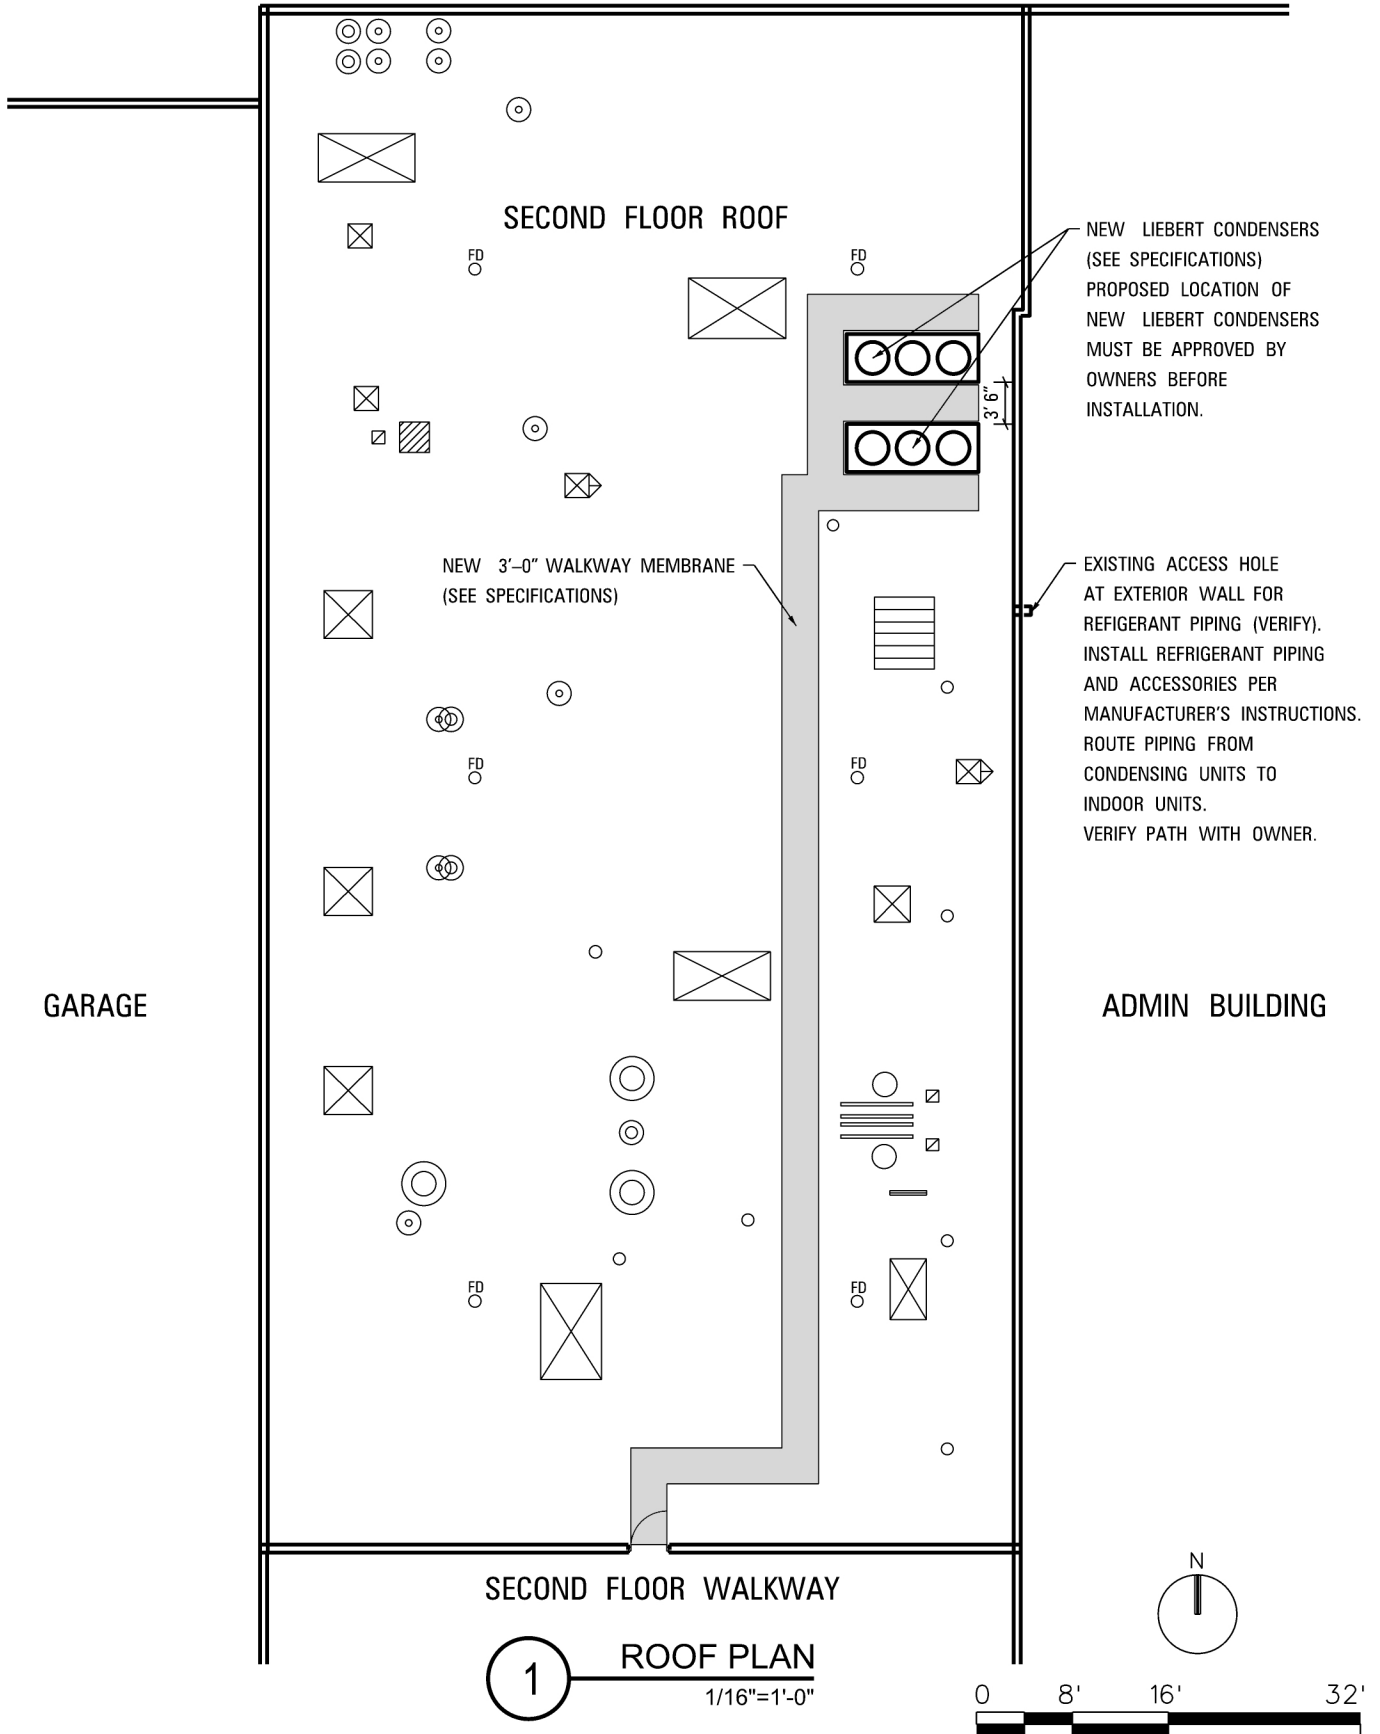 SECOND FLOOR ROOF
FD
FD
NEW LIEBERT CONDENSERS
(SEE SPECIFICATIONS)
PROPOSED LOCATION OF
NEW LIEBERT CONDENSERS
MUST BE APPROVED BY
OWNERS BEFORE
INSTALLATION.
3' 6"
NEW 3'–0" WALKWAY MEMBRANE
(SEE SPECIFICATIONS)
EXISTING ACCESS HOLE
AT EXTERIOR WALL FOR
REFIGERANT PIPING (VERIFY).
INSTALL REFRIGERANT PIPING
AND ACCESSORIES PER
MANUFACTURER'S INSTRUCTIONS.
ROUTE PIPING FROM
CONDENSING UNITS TO
INDOOR UNITS.
VERIFY PATH WITH OWNER.
FD
FD
GARAGE
ADMIN BUILDING
FD
FD
SECOND FLOOR WALKWAY
N
1
ROOF PLAN
1/16"=1'-0"
0 8' 16' 32'